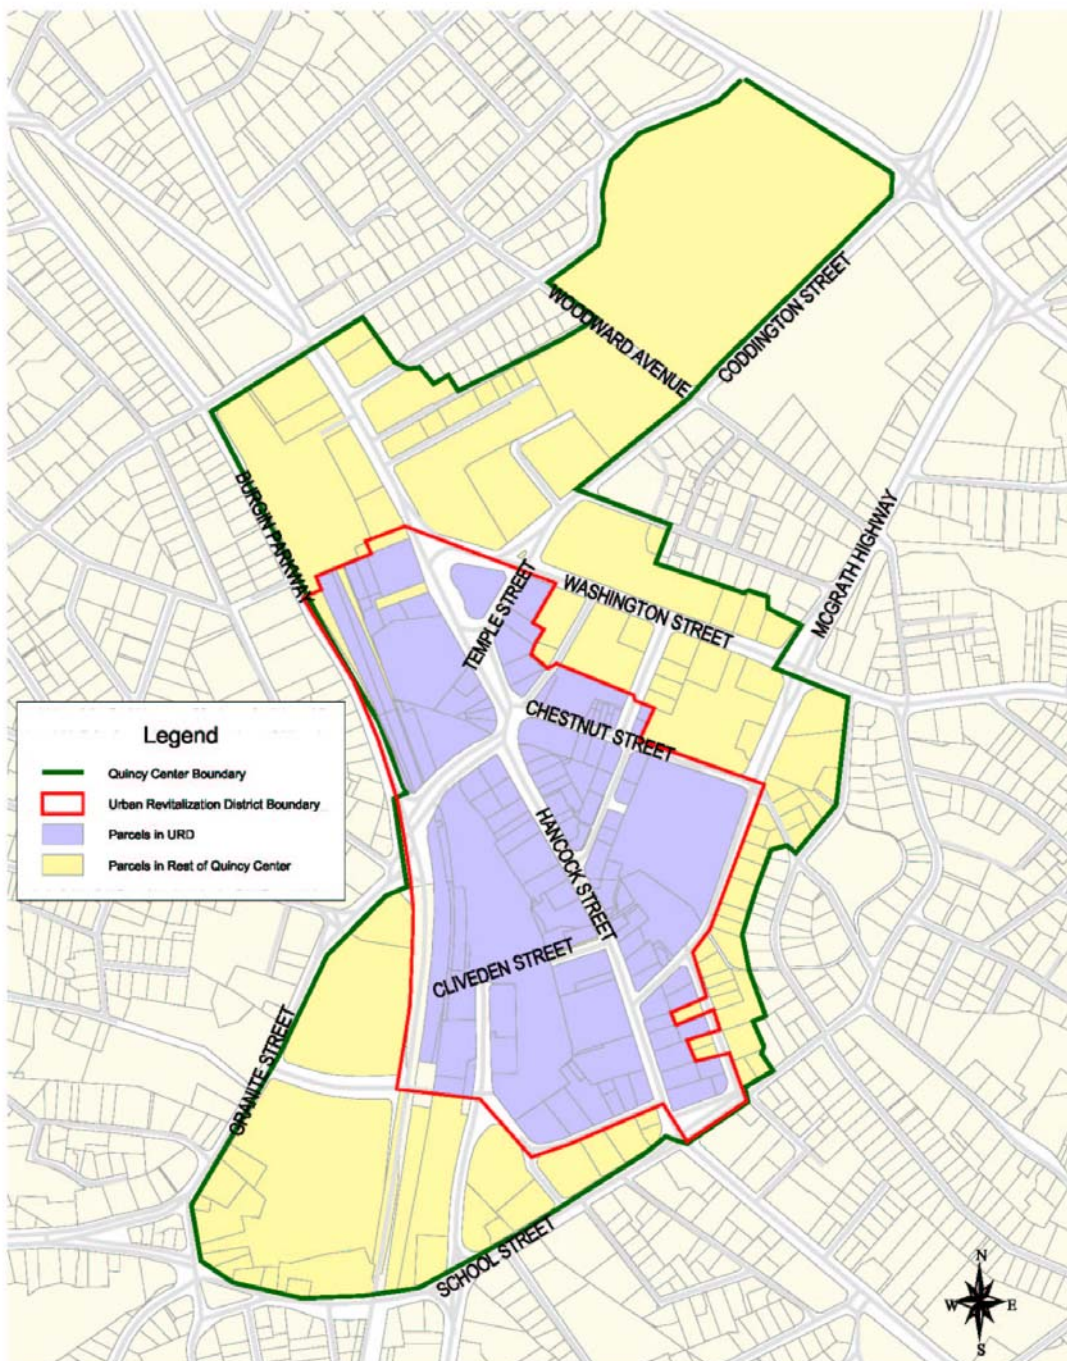 WOODWARD AVENUE
CODDINGTON STREET
BURGIN PARKWAY
MCGRATH HIGHWAY
TEMPLE STREET
WASHINGTON STREET
CHESTNUT STREET
HANCOCK STREET
CLIVEDEN STREET
GRANITE STREET
SCHOOL STREET
Legend
Quincy Center Boundary
Urban Revitalization District Boundary
Parcels in URD
Parcels in Rest of Quincy Center
N
W E
S